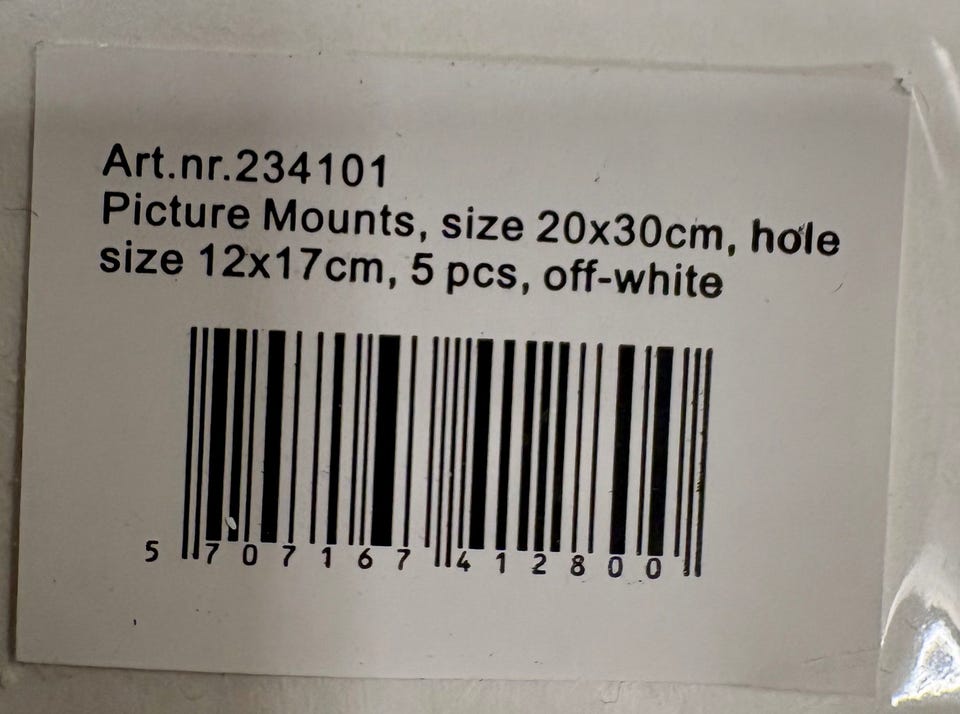 Art.nr.234101
Picture Mounts, size 20x30cm, hole
size 12x17cm, 5 pcs, off-white
5 707167 412800